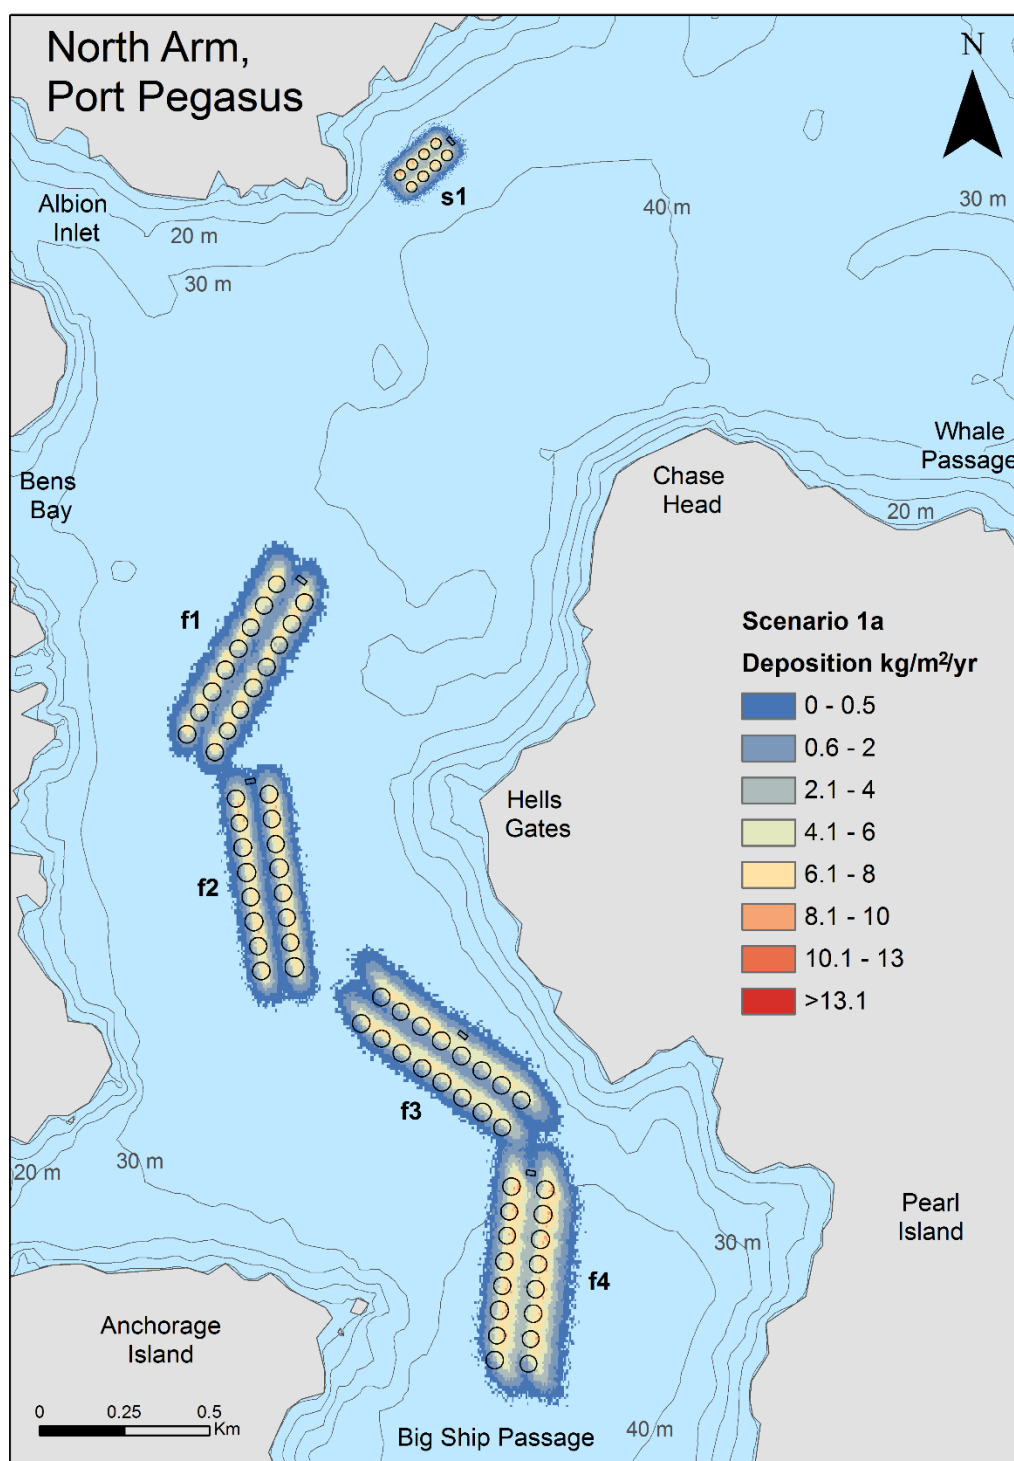 North Arm,
Port Pegasus
N
s1
Albion
Inlet
20 m
30 m
40 m
30 m
Whale
Passage
Chase
Head
20 m
Bens
Bay
f1
Scenario 1a
Deposition kg/m²/yr
0 - 0.5
0.6 - 2
2.1 - 4
4.1 - 6
6.1 - 8
8.1 - 10
10.1 - 13
>13.1
Hells
Gates
f2
f3
20 m
30 m
Pearl
Island
30 m
f4
Anchorage
Island
0 0.25 0.5
Km
Big Ship Passage
40 m